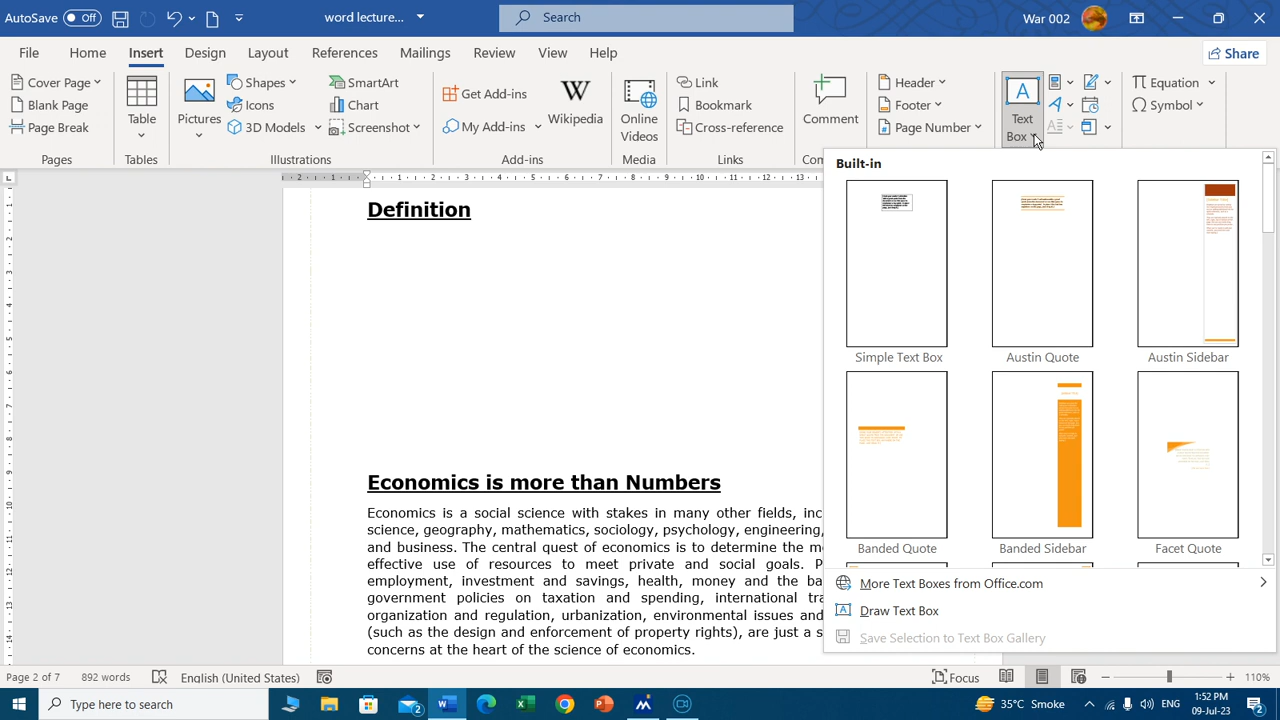 AutoSave Off word lecture... Search War 002
File Home Insert Design Layout References Mailings Review View Help Share
Cover Page
Blank Page
Page Break
Pages
Table
Tables
Pictures
Shapes
Icons
3D Models
SmartArt
Chart
Screenshot
Illustrations
Get Add-ins
My Add-ins
Wikipedia
Add-ins
Online
Videos
Media
Link
Bookmark
Cross-reference
Links
Comment
Com
Header
Footer
Page Number
Text
Box
Equation
Symbol
Built-in
Simple Text Box Austin Quote Austin Sidebar
Banded Quote Banded Sidebar Facet Quote
More Text Boxes from Office.com
Draw Text Box
Save Selection to Text Box Gallery
Definition
Economics is more than Numbers
Economics is a social science with stakes in many other fields, inc
science, geography, mathematics, sociology, psychology, engineering,
and business. The central quest of economics is to determine the m
effective use of resources to meet private and social goals. P
employment, investment and savings, health, money and the ba
government policies on taxation and spending, international tra
organization and regulation, urbanization, environmental issues and
(such as the design and enforcement of property rights), are just a s
concerns at the heart of the science of economics.
Page 2 of 7 892 words English (United States) Focus 110%
Type here to search 35°C Smoke ENG 1:52 PM
09-Jul-23